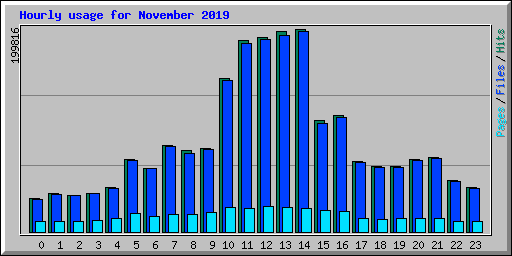 Hourly usage for November 2019
199816
Pages/Files/Hits
0 1 2 3 4 5 6 7 8 9 10 11 12 13 14 15 16 17 18 19 20 21 22 23